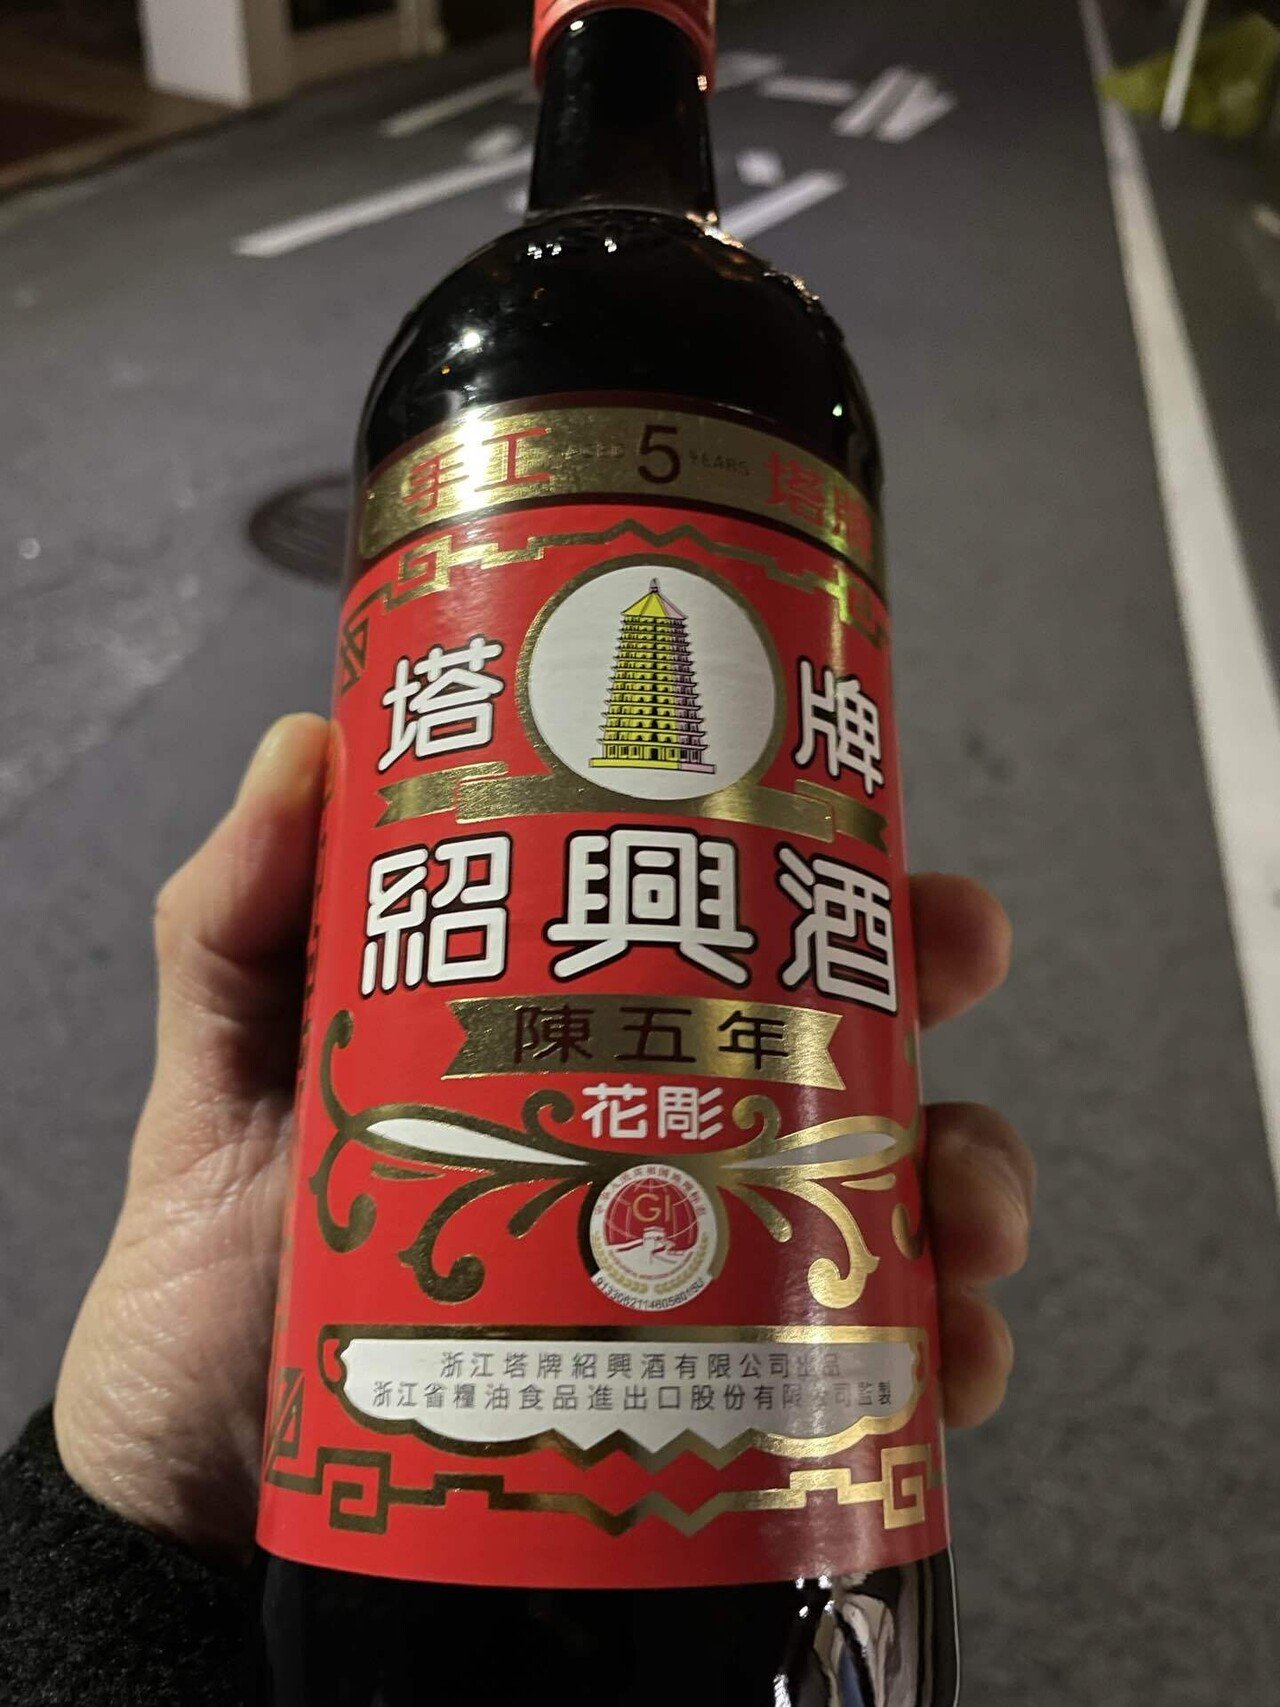 手工 AGED 5 YEARS 塔牌
塔牌
紹興酒
陳五年
花彫
GI
浙江塔牌紹興酒有限公司出品
浙江省糧油食品進出口股份有限公司監製